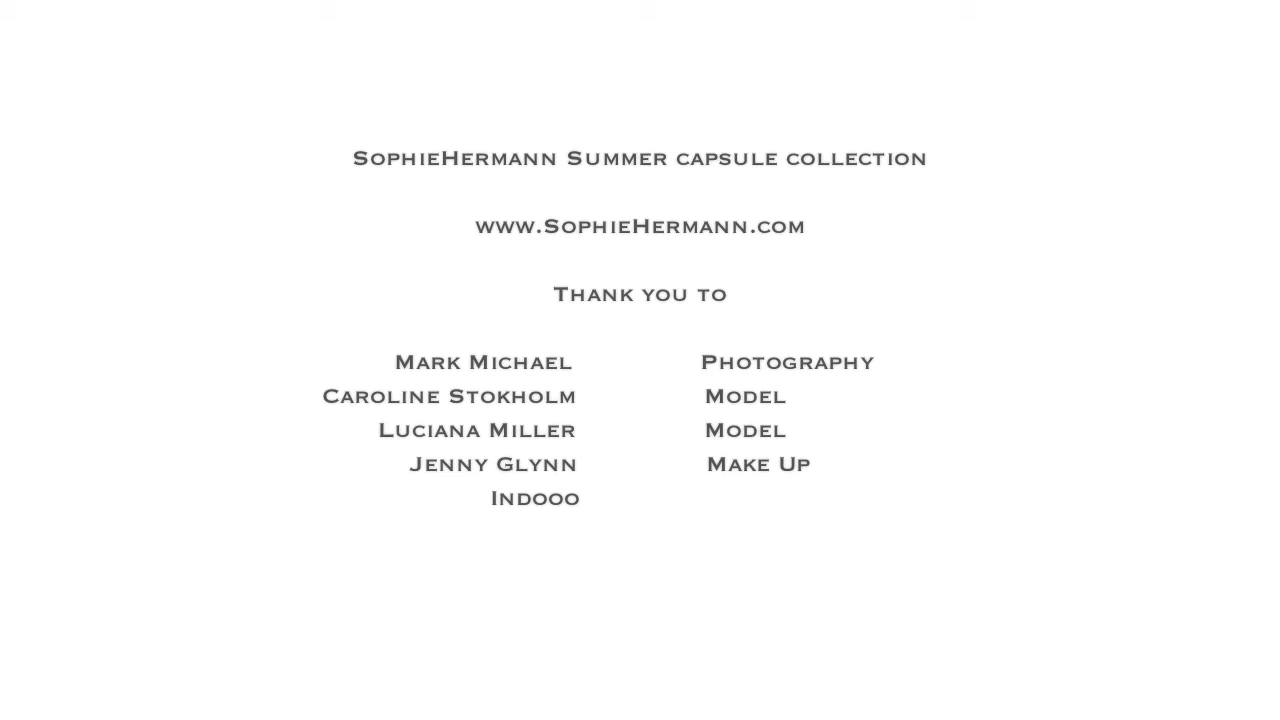 SophieHermann Summer capsule collection
www.SophieHermann.com
Thank you to
Mark Michael Photography
Caroline Stokholm Model
Luciana Miller Model
Jenny Glynn Make Up
Indooo